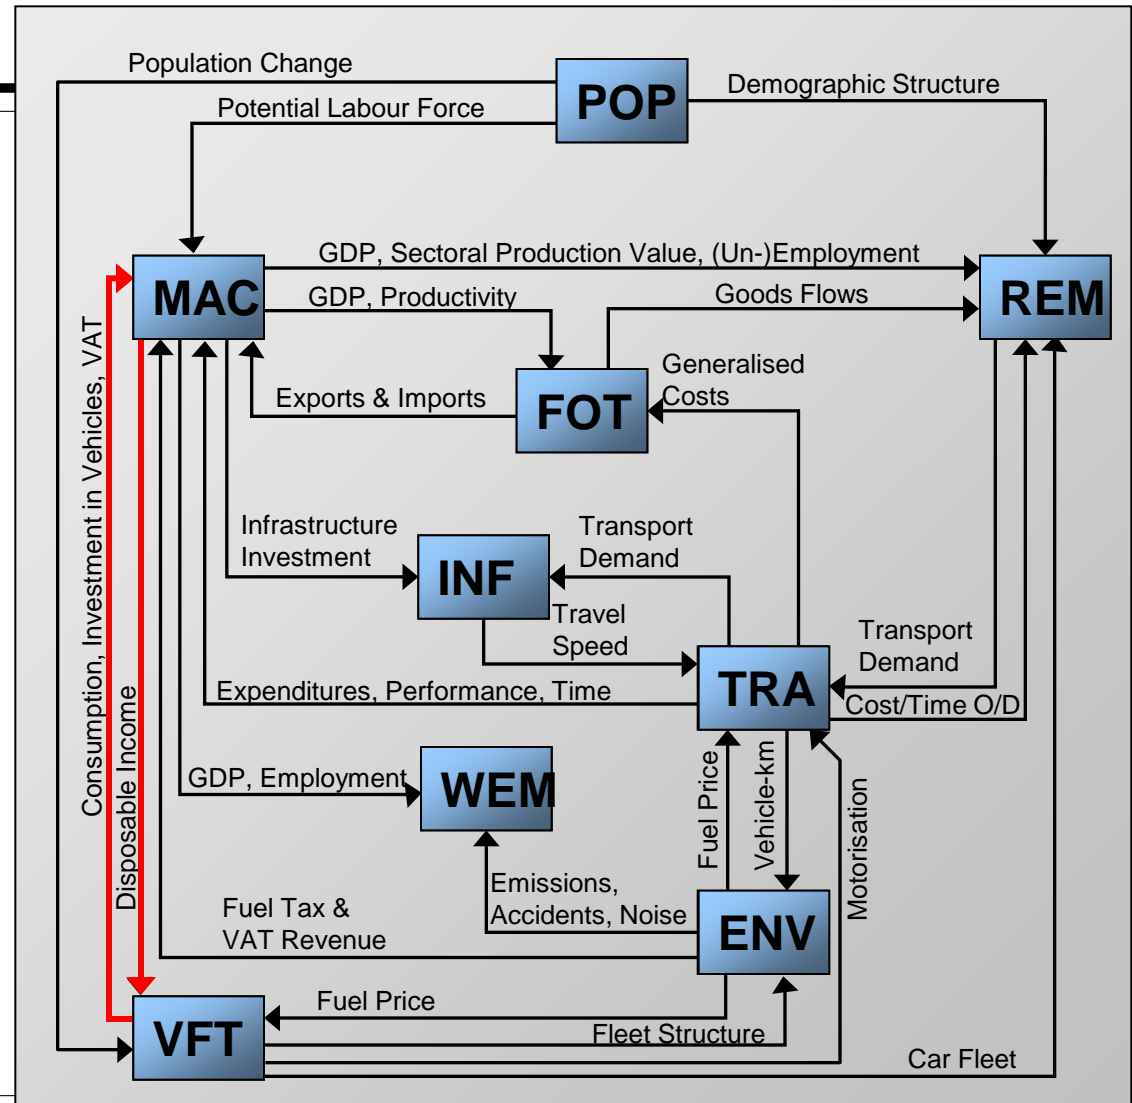 Population Change
POP
Demographic Structure
Potential Labour Force
GDP, Sectoral Production Value, (Un-)Employment
MAC
GDP, Productivity
Goods Flows
REM
Generalised
Costs
Exports & Imports
FOT
Consumption, Investment in Vehicles, VAT
Disposable Income
Infrastructure
Investment
INF
Transport
Demand
Travel
Speed
Transport
Demand
TRA
Expenditures, Performance, Time
Cost/Time O/D
GDP, Employment
WEM
Fuel Price
Vehicle-km
Motorisation
Emissions,
Accidents, Noise
ENV
Fuel Tax &
VAT Revenue
Fuel Price
VFT
Fleet Structure
Car Fleet